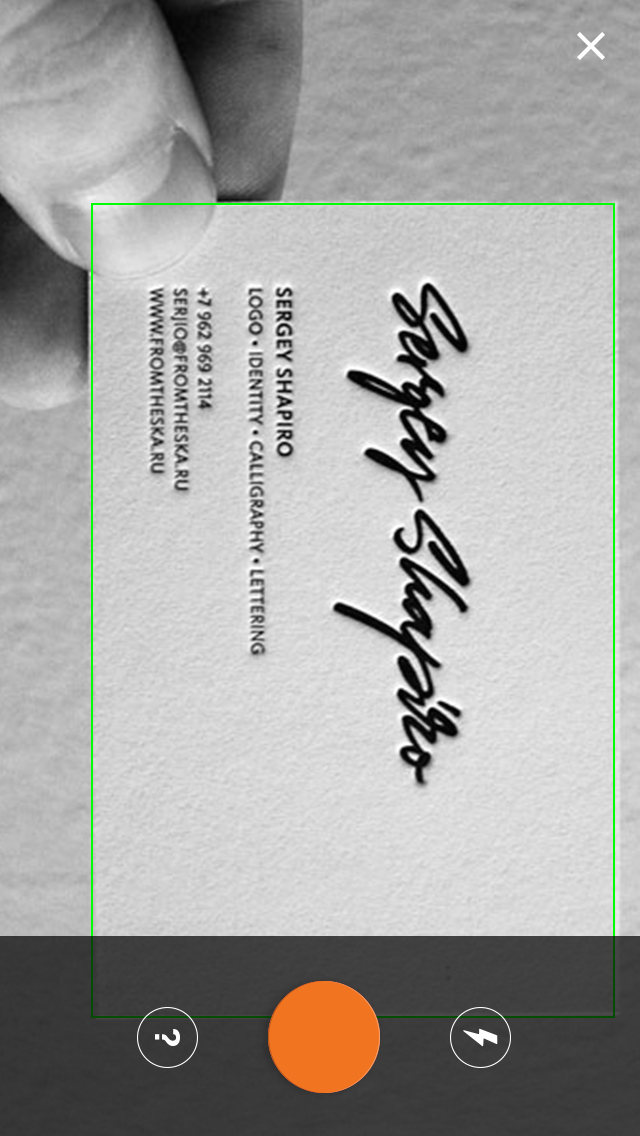 Sergey Shapiro
SERGEY SHAPIRO
LOGO • IDENTITY • CALLIGRAPHY • LETTERING
+7 962 969 2114
SERJIO@FROMTHESKA.RU
WWW.FROMTHESKA.RU
?